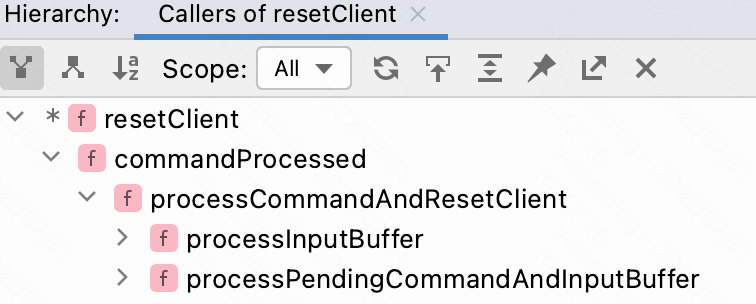 Hierarchy: Callers of resetClient
Scope: All
* f resetClient
f commandProcessed
f processCommandAndResetClient
f processInputBuffer
f processPendingCommandAndInputBuffer